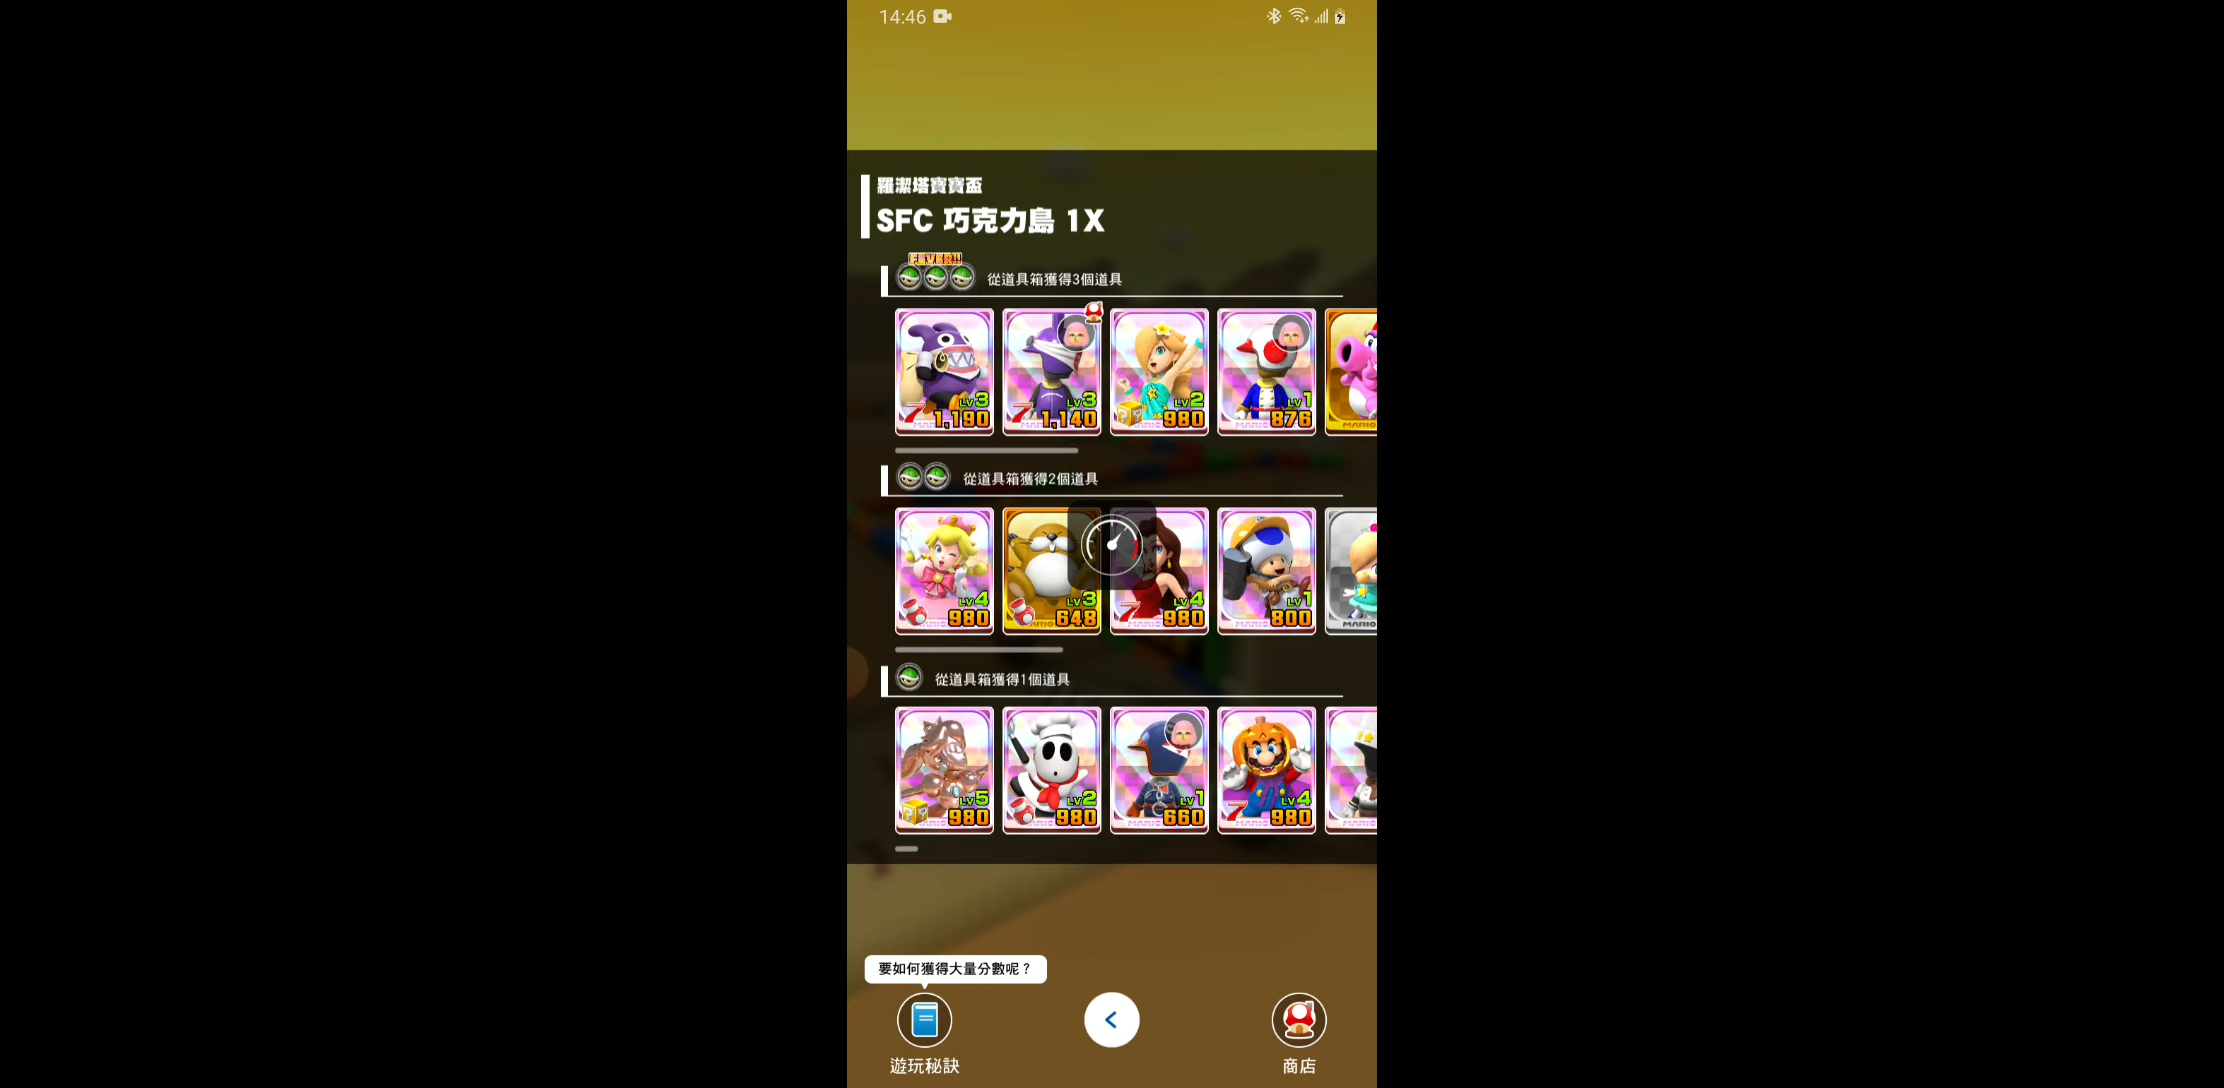 14:46
羅潔塔寶寶盃
SFC 巧克力島 1X
FEVER!!
從道具箱獲得3個道具
LV3 1,190
LV3 1,140
LV2 980
LV1 876
MARIO
從道具箱獲得2個道具
LV4 980
LV3 648
LV4 980
LV1 800
MARIO
從道具箱獲得1個道具
LV5 980
LV2 980
LV1 660
LV4 980
要如何獲得大量分數呢？
遊玩秘訣
商店